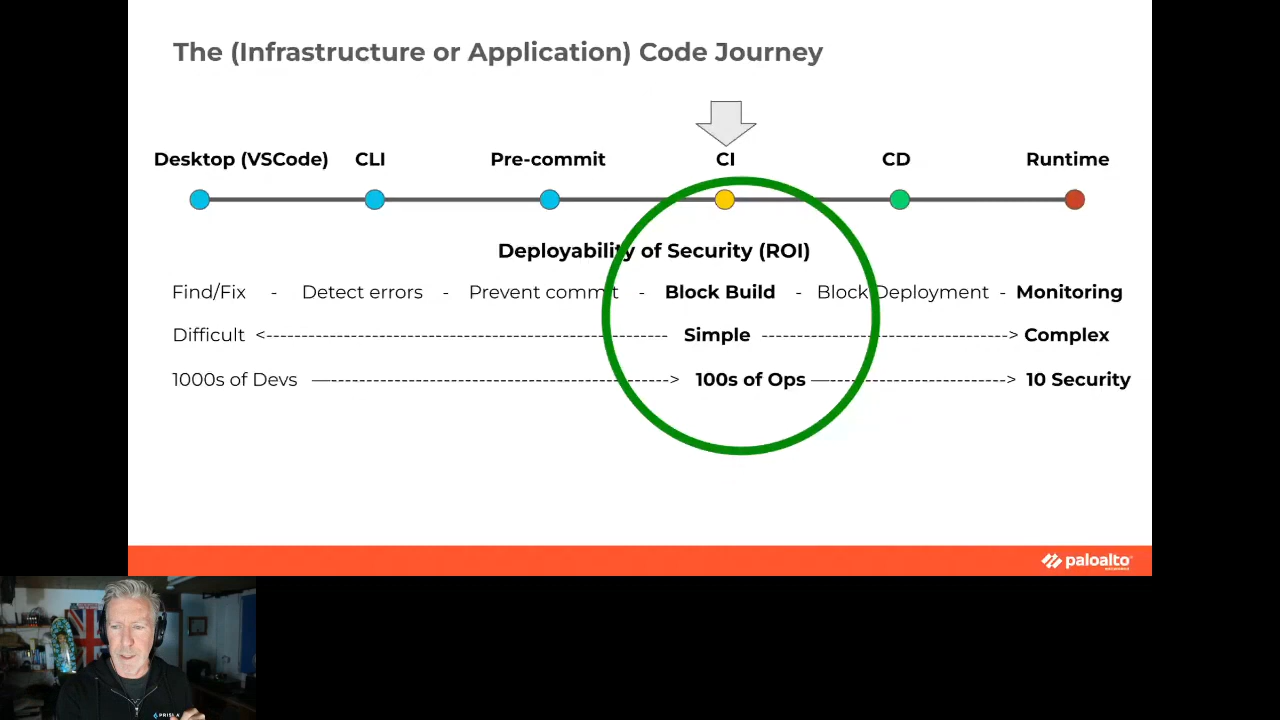 The (Infrastructure or Application) Code Journey
Desktop (VSCode) CLI Pre-commit CI CD Runtime
Deployability of Security (ROI)
Find/Fix - Detect errors - Prevent commit - Block Build - Block Deployment - Monitoring
Difficult <----------------------------------------------------------- Simple ------------------------------------> Complex
1000s of Devs —--------------------------------------------------> 100s of Ops —----------------------------> 10 Security
paloalto